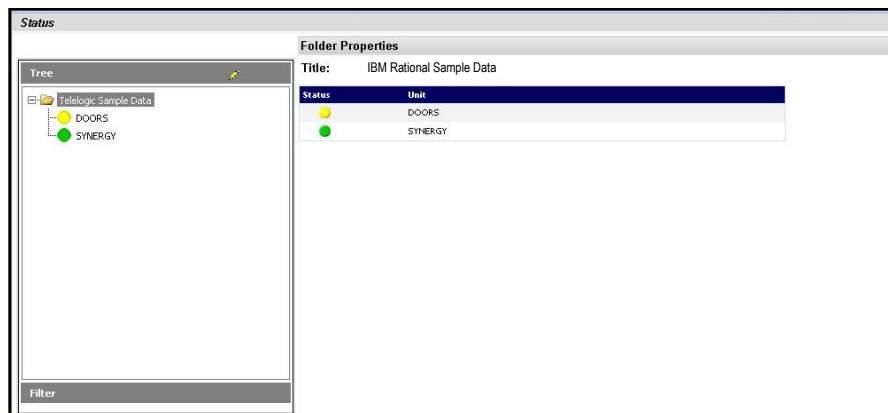 Status
Tree
Telelogic Sample Data
DOORS
SYNERGY
Filter
Folder Properties
Title: IBM Rational Sample Data
Status Unit
DOORS
SYNERGY